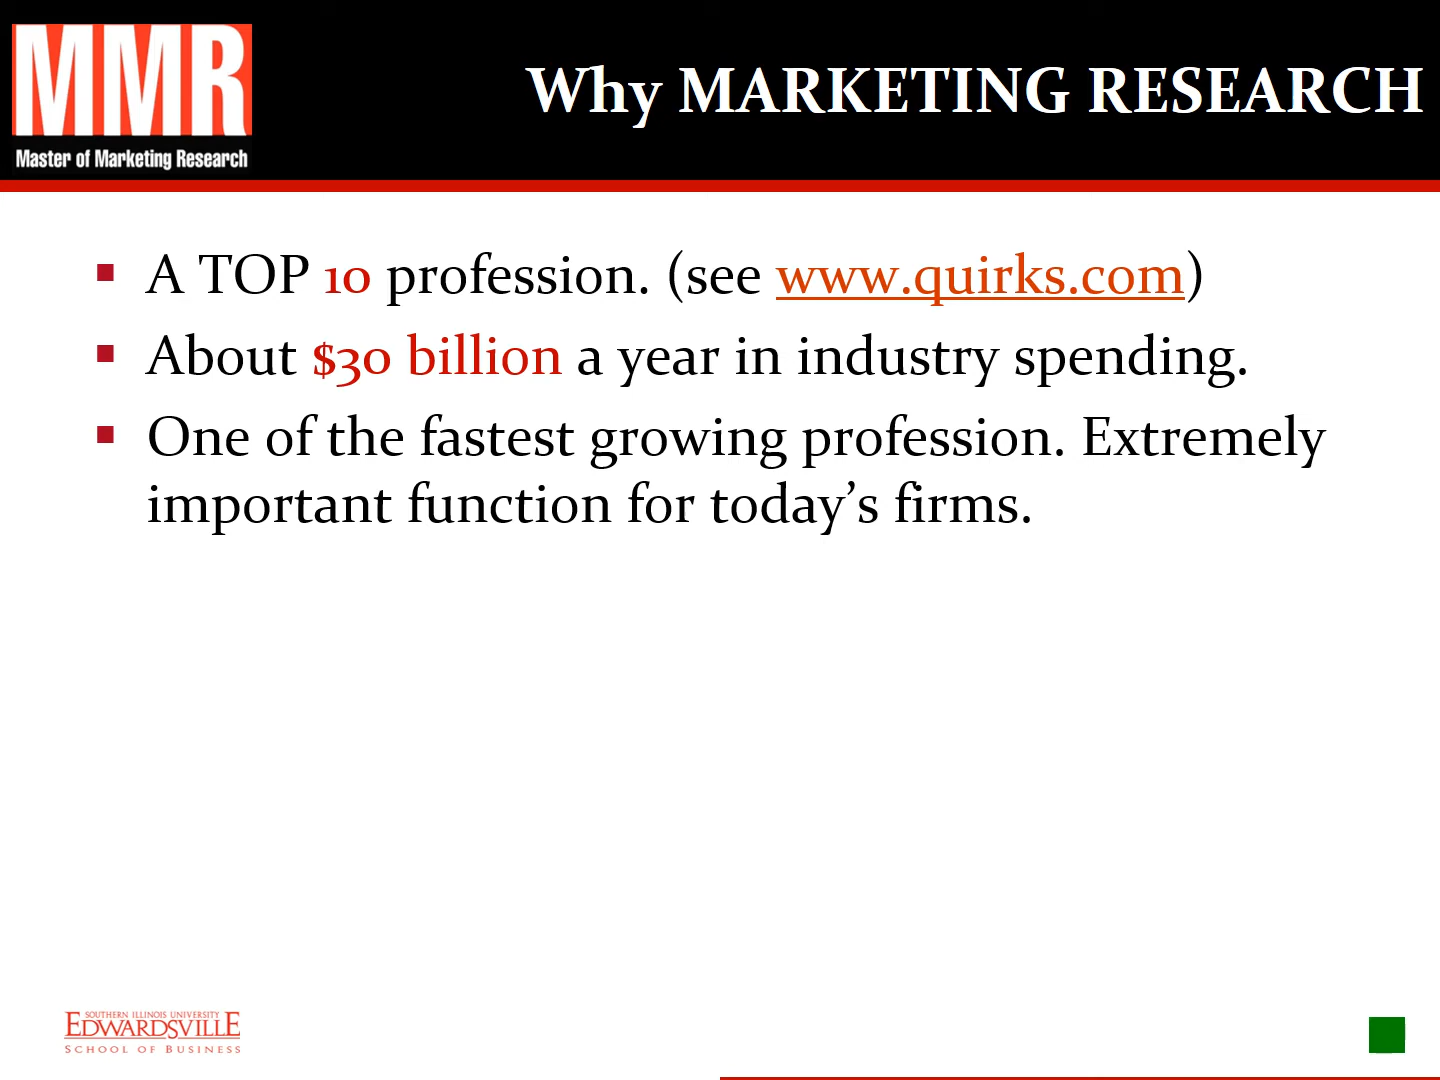 MMR
Master of Marketing Research
Why MARKETING RESEARCH
A TOP 10 profession. (see www.quirks.com)
About $30 billion a year in industry spending.
One of the fastest growing profession. Extremely
important function for today’s firms.
SOUTHERN ILLINOIS UNIVERSITY
EDWARDSVILLE
SCHOOL OF BUSINESS